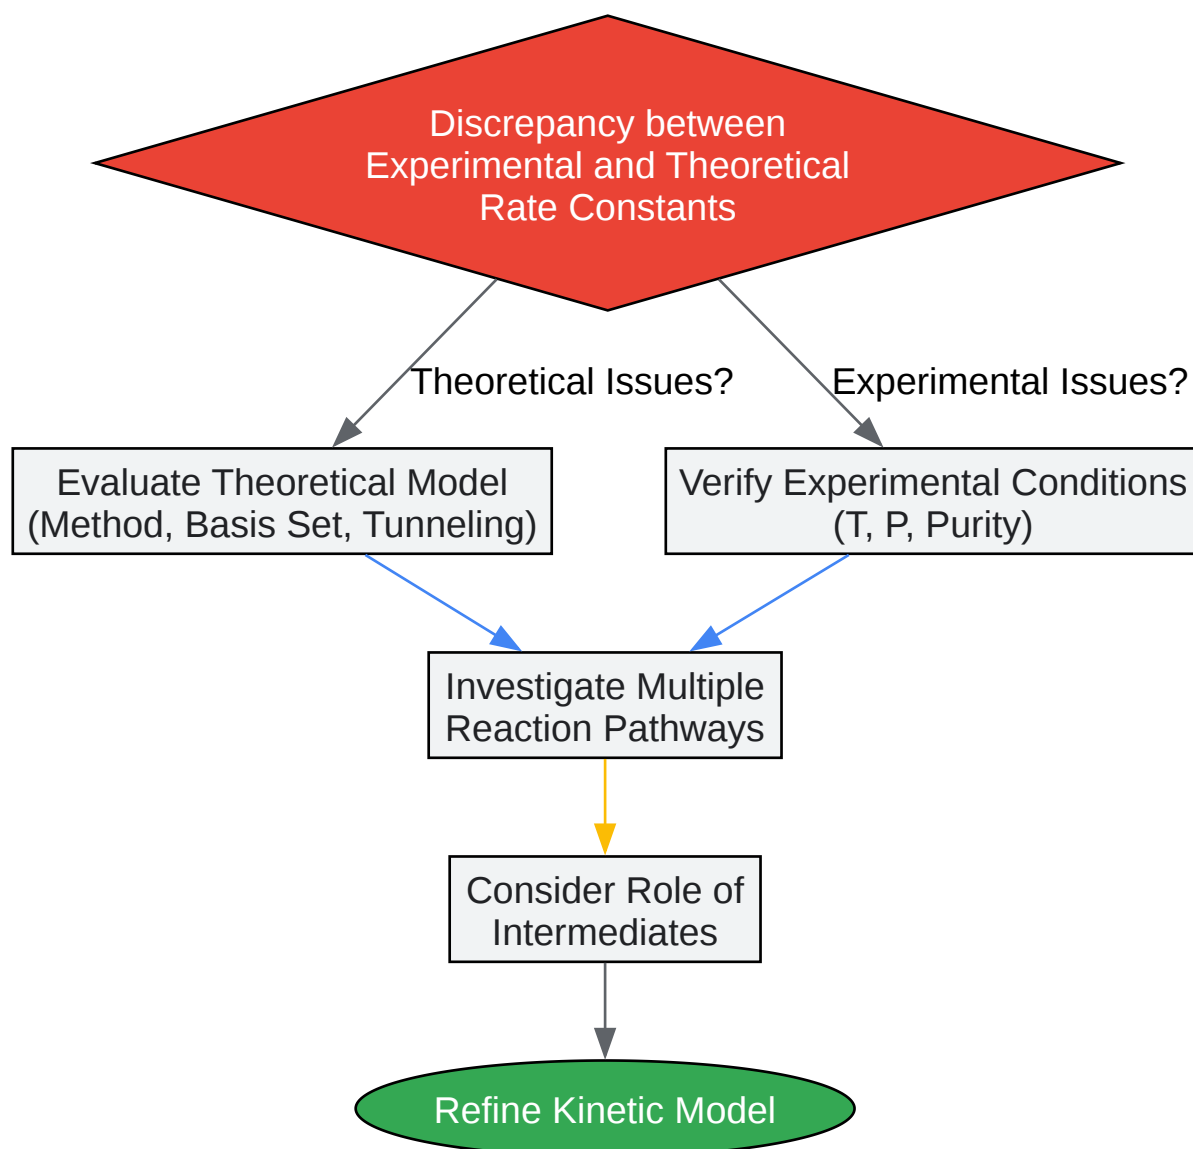 Discrepancy between
Experimental and Theoretical
Rate Constants
Theoretical Issues?
Experimental Issues?
Evaluate Theoretical Model
(Method, Basis Set, Tunneling)
Verify Experimental Conditions
(T, P, Purity)
Investigate Multiple
Reaction Pathways
Consider Role of
Intermediates
Refine Kinetic Model